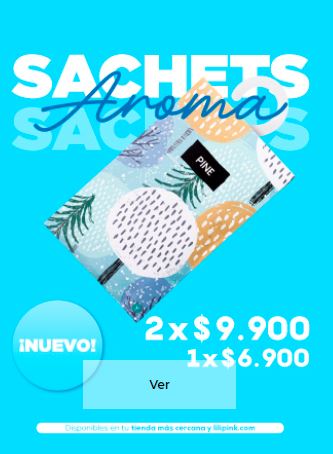 SACHETS
Aroma
SACHETS
PINE
2x$9.900
1x$6.900
¡NUEVO!
Ver
Disponibles en tu tienda más cercana y lilipink.com